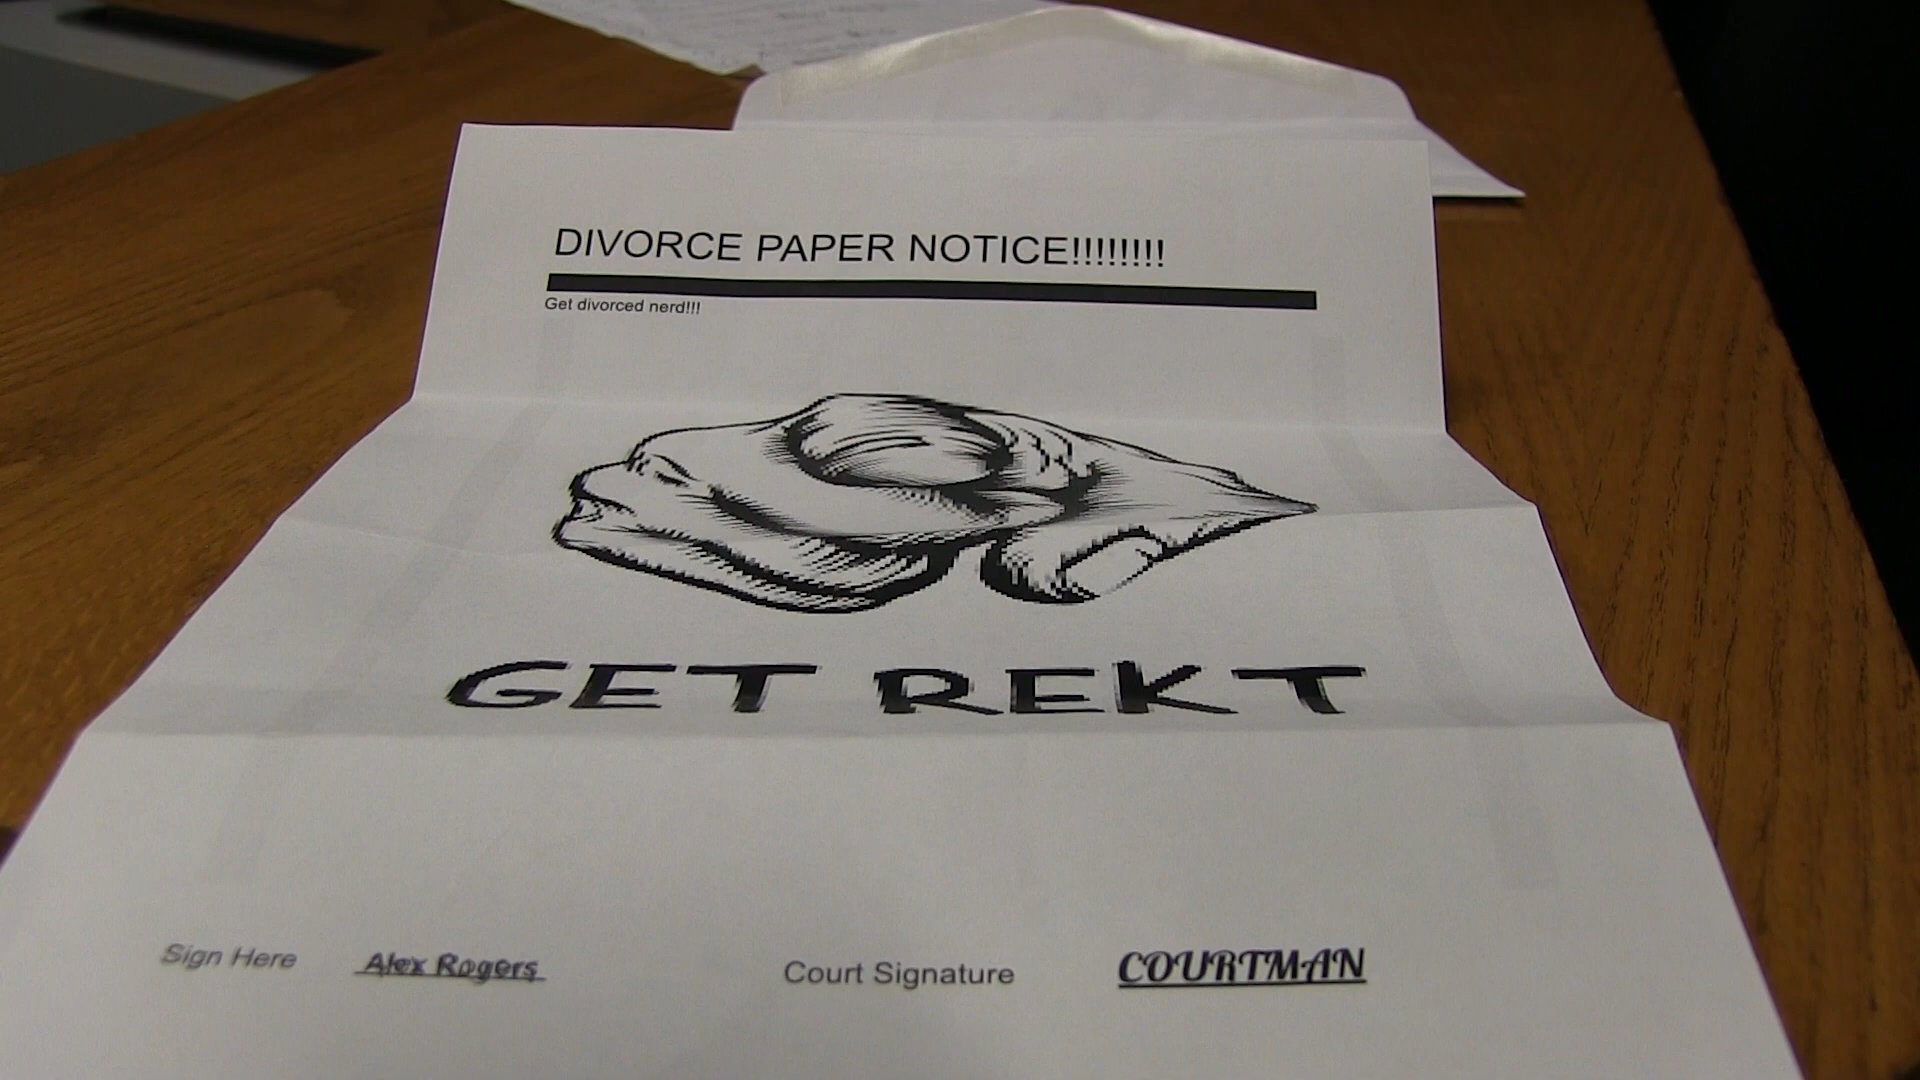 DIVORCE PAPER NOTICE!!!!!!!!
Get divorced nerd!!!
GET REKT
Sign Here Alex Rogers Court Signature COURTMAN